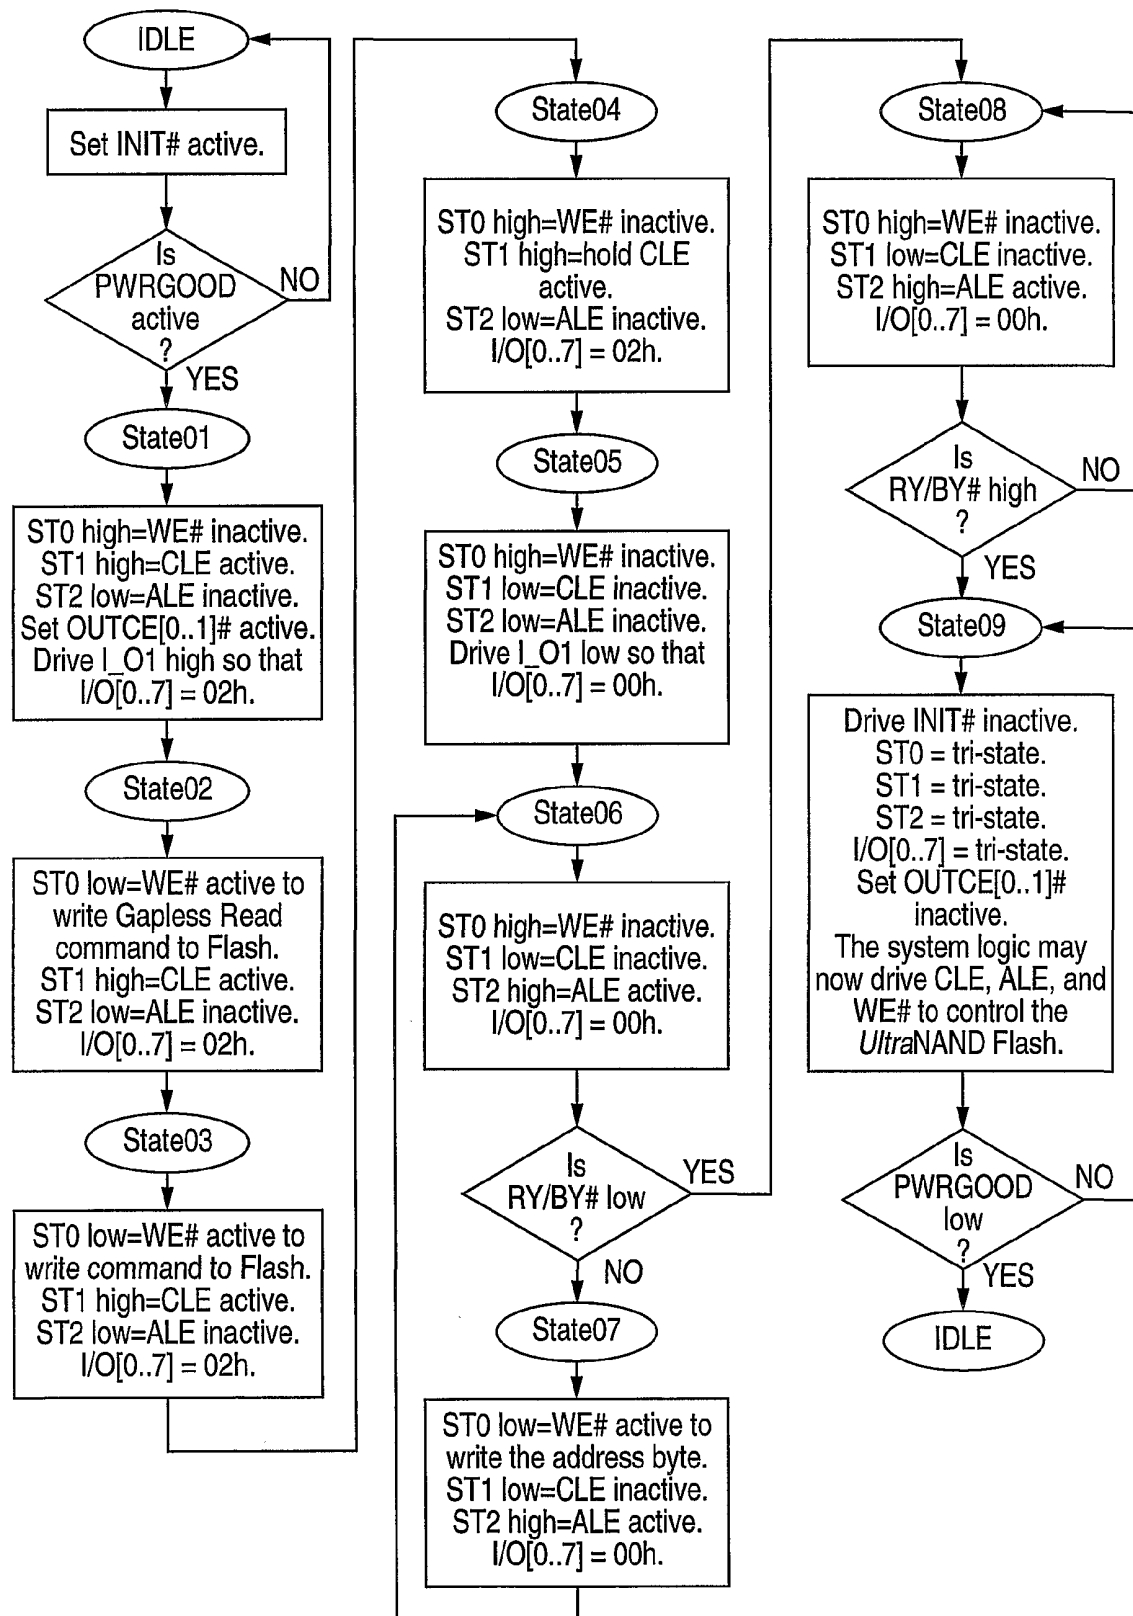 IDLE
Set INIT# active.
Is
PWRGOOD
active
?
NO
YES
State01
ST0 high=WE# inactive.
ST1 high=CLE active.
ST2 low=ALE inactive.
Set OUTCE[0..1]# active.
Drive I_O1 high so that
I/O[0..7] = 02h.
State02
ST0 low=WE# active to
write Gapless Read
command to Flash.
ST1 high=CLE active.
ST2 low=ALE inactive.
I/O[0..7] = 02h.
State03
ST0 low=WE# active to
write command to Flash.
ST1 high=CLE active.
ST2 low=ALE inactive.
I/O[0..7] = 02h.
State04
ST0 high=WE# inactive.
ST1 high=hold CLE
active.
ST2 low=ALE inactive.
I/O[0..7] = 02h.
State05
ST0 high=WE# inactive.
ST1 low=CLE inactive.
ST2 low=ALE inactive.
Drive I_O1 low so that
I/O[0..7] = 00h.
State06
ST0 high=WE# inactive.
ST1 low=CLE inactive.
ST2 high=ALE active.
I/O[0..7] = 00h.
Is
RY/BY# low
?
YES
NO
State07
ST0 low=WE# active to
write the address byte.
ST1 low=CLE inactive.
ST2 high=ALE active.
I/O[0..7] = 00h.
State08
ST0 high=WE# inactive.
ST1 low=CLE inactive.
ST2 high=ALE active.
I/O[0..7] = 00h.
Is
RY/BY# high
?
NO
YES
State09
Drive INIT# inactive.
ST0 = tri-state.
ST1 = tri-state.
ST2 = tri-state.
I/O[0..7] = tri-state.
Set OUTCE[0..1]#
inactive.
The system logic may
now drive CLE, ALE, and
WE# to control the
UltraNAND Flash.
Is
PWRGOOD
low
?
NO
YES
IDLE